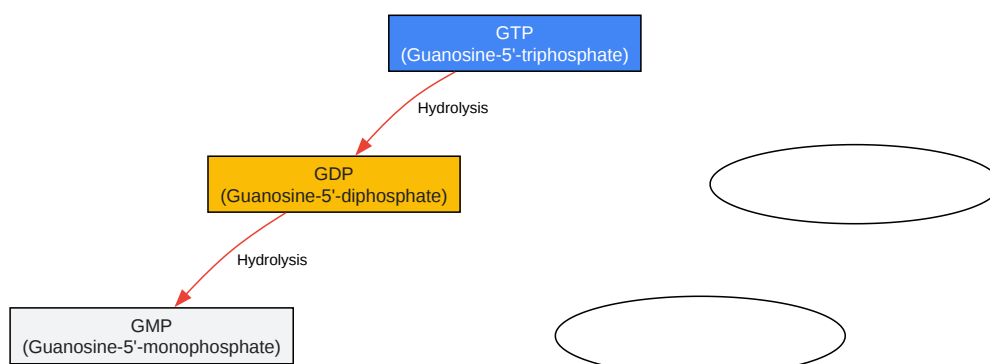 GTP
(Guanosine-5'-triphosphate)
Hydrolysis
GDP
(Guanosine-5'-diphosphate)
Hydrolysis
GMP
(Guanosine-5'-monophosphate)